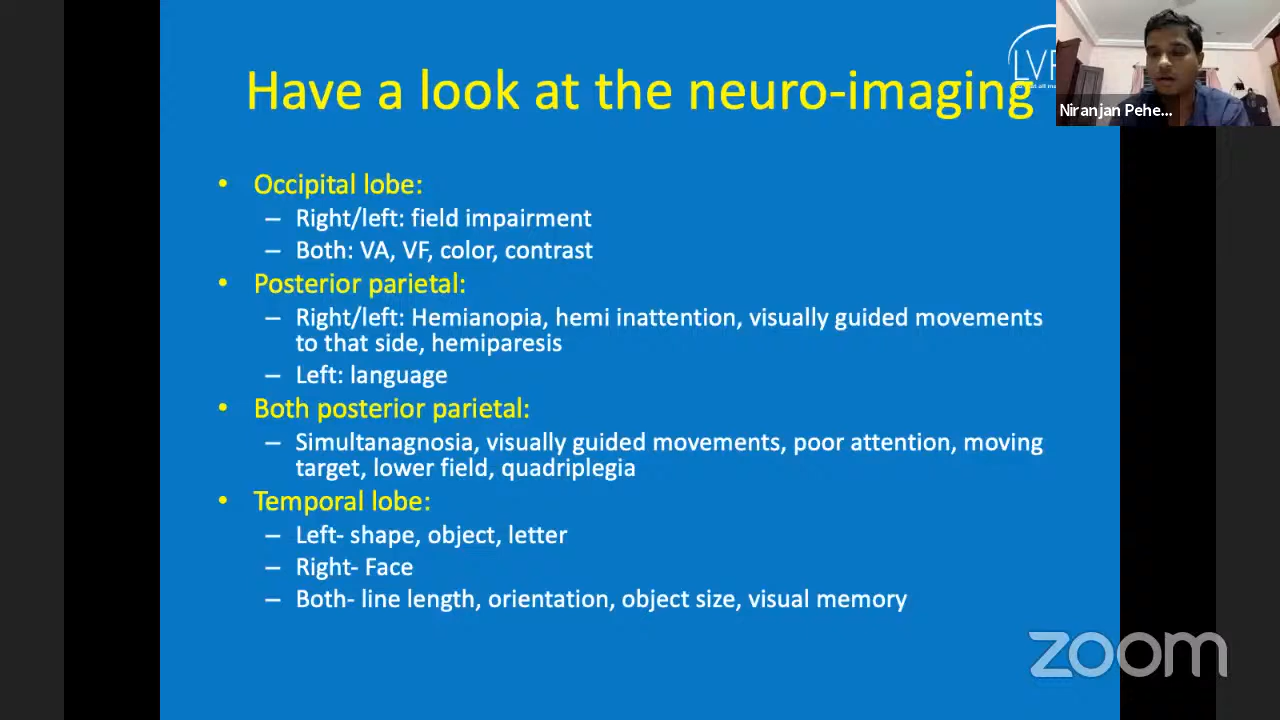 Have a look at the neuro-imaging
LVP
Niranjan Pehe...
• Occipital lobe:
– Right/left: field impairment
– Both: VA, VF, color, contrast
• Posterior parietal:
– Right/left: Hemianopia, hemi inattention, visually guided movements
to that side, hemiparesis
– Left: language
• Both posterior parietal:
– Simultanagnosia, visually guided movements, poor attention, moving
target, lower field, quadriplegia
• Temporal lobe:
– Left- shape, object, letter
– Right- Face
– Both- line length, orientation, object size, visual memory
zoom